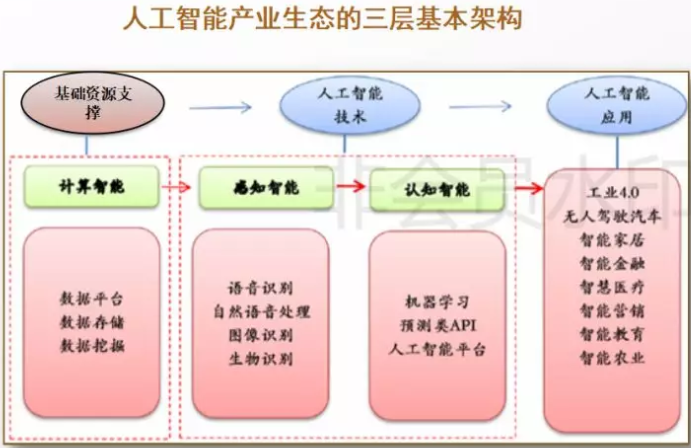 人工智能产业生态的三层基本架构
基础资源支
撑
人工智能
技术
人工智能
应用
计算智能
感知智能
认知智能
数据平台
数据存储
数据挖掘
语音识别
自然语音处理
图像识别
生物识别
机器学习
预测类API
人工智能平台
工业4.0
无人驾驶汽车
智能家居
智能金融
智慧医疗
智能营销
智能教育
智能农业
非会员水印